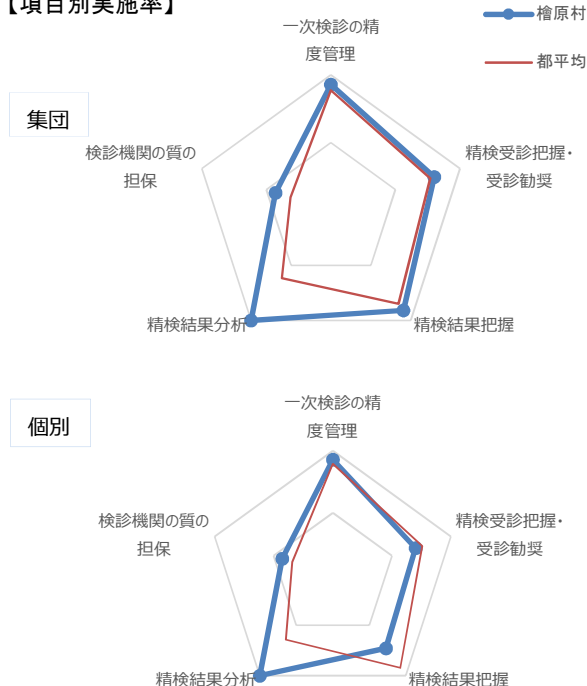 【項目別実施率】
檜原村
都平均
集団
一次検診の精
度管理
精検受診把握・
受診勧奨
精検結果把握
精検結果分析
検診機関の質の
担保
個別
一次検診の精
度管理
精検受診把握・
受診勧奨
精検結果把握
精検結果分析
検診機関の質の
担保